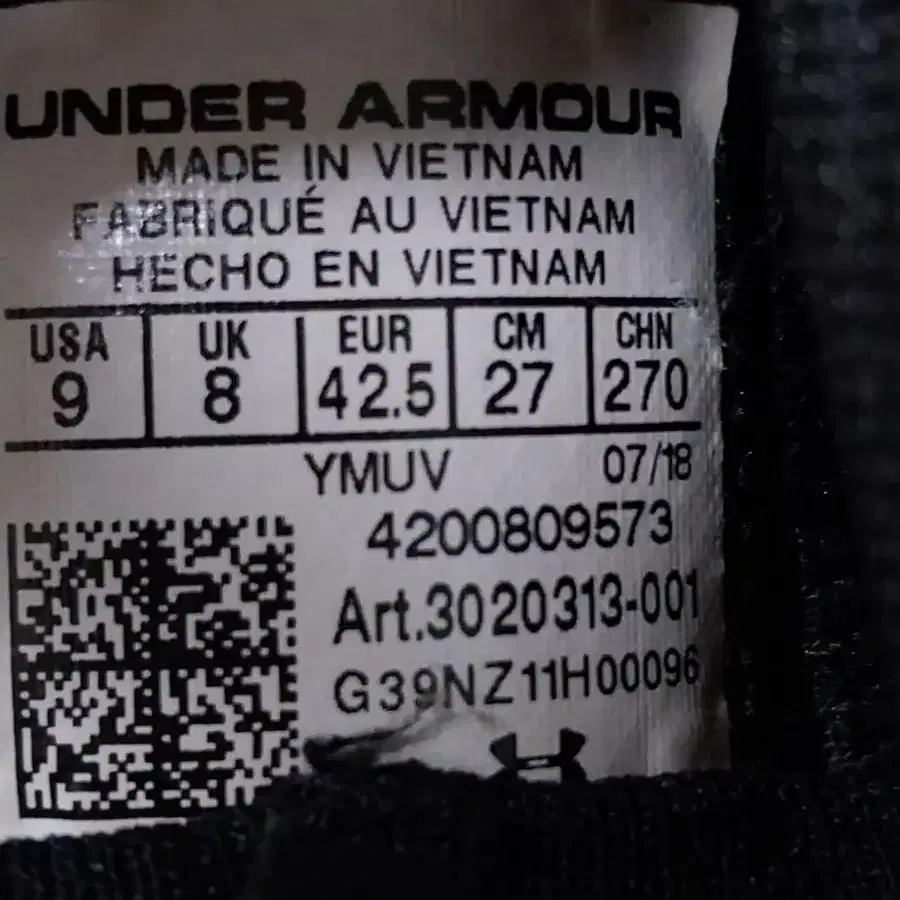 UNDER ARMOUR
MADE IN VIETNAM
FABRIQUÉ AU VIETNAM
HECHO EN VIETNAM
USA UK EUR CM CHN
9 8 42.5 27 270
YMUV 07/18
4200809573
Art.3020313-001
G39NZ11H00096